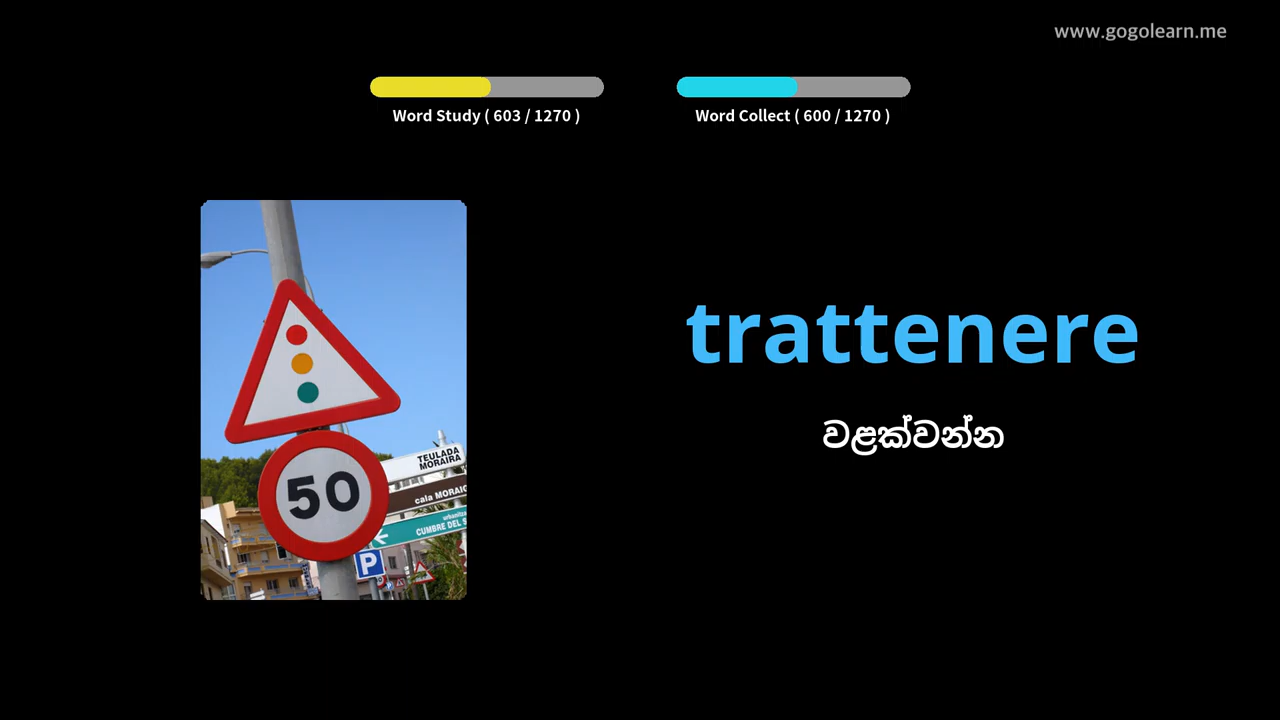 www.gogolearn.me
Word Study ( 603 / 1270 )
Word Collect ( 600 / 1270 )
trattenere
වළක්වන්න
50
TEULADA
MORAIRA
cala MORAIG
CUMBRE DEL S
P